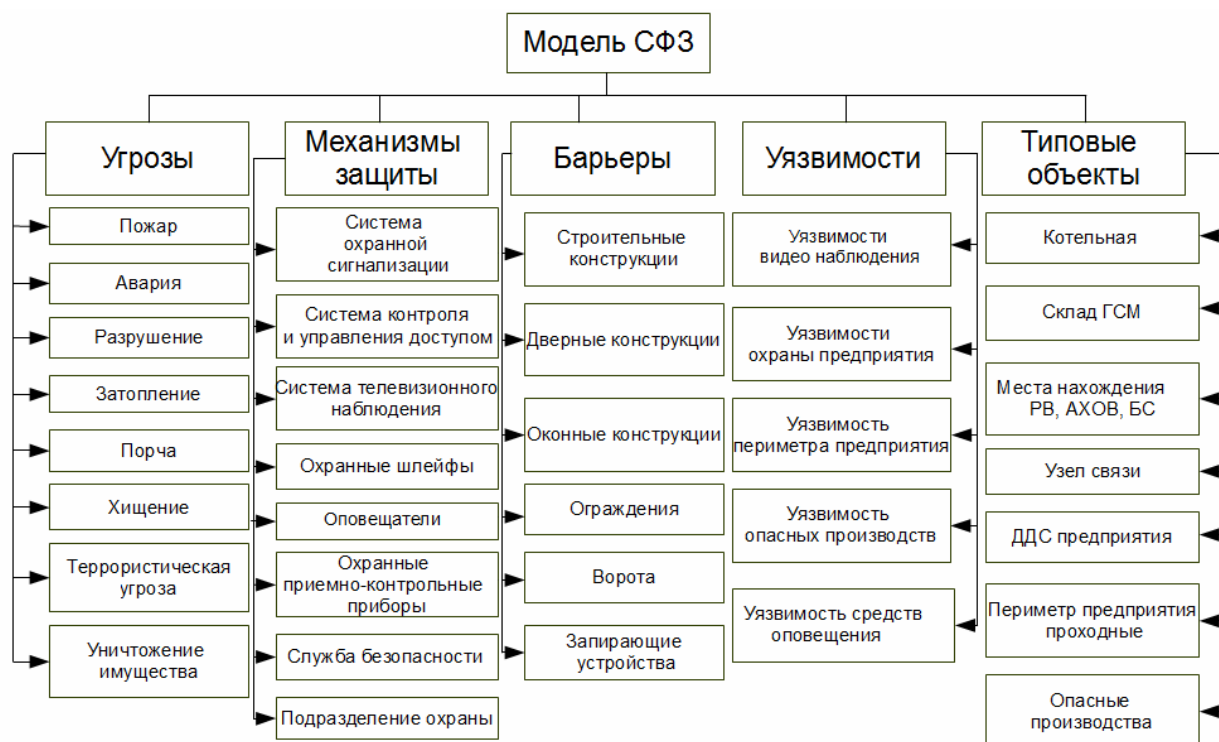 Модель СФЗ
Угрозы
Пожар
Авария
Разрушение
Затопление
Порча
Хищение
Террористическая
угроза
Уничтожение
имущества
Механизмы
защиты
Система
охранной
сигнализации
Система контроля
и управления доступом
Система телевизионного
наблюдения
Охранные шлейфы
Оповещатели
Охранные
приемно-контрольные
приборы
Служба безопасности
Подразделение охраны
Барьеры
Строительные
конструкции
Дверные конструкции
Оконные конструкции
Ограждения
Ворота
Запирающие
устройства
Уязвимости
Уязвимости
видео наблюдения
Уязвимости
охраны предприятия
Уязвимость
периметра предприятия
Уязвимость
опасных производств
Уязвимость средств
оповещения
Типовые
объекты
Котельная
Склад ГСМ
Места нахождения
РВ, АХОВ, БС
Узел связи
ДДС предприятия
Периметр предприятия
проходные
Опасные
производства